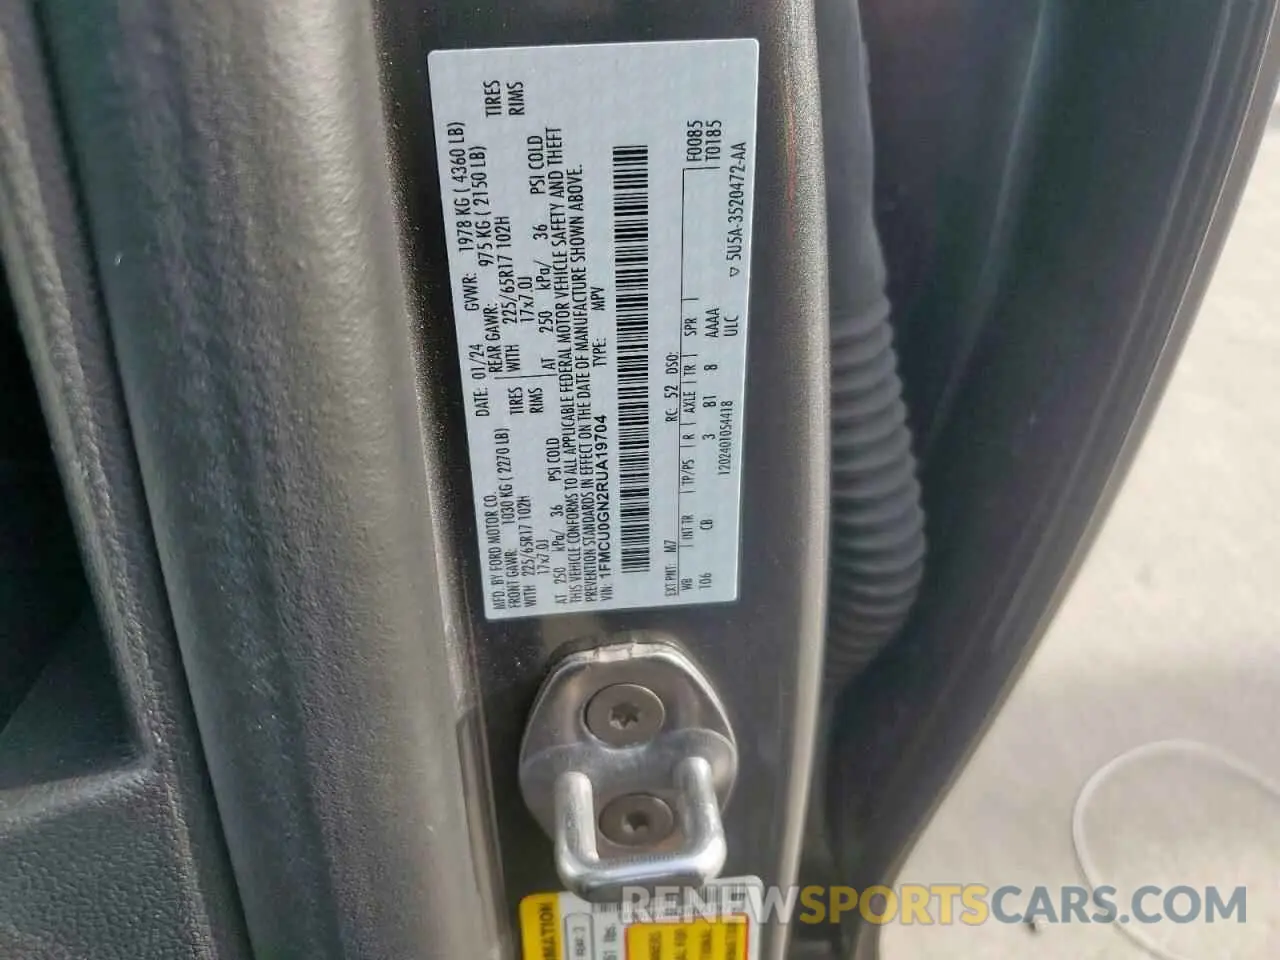 MFD. BY FORD MOTOR CO.
DATE: 01/24 GVWR: 1978 KG ( 4360 LB)
FRONT GAWR: 1030 KG ( 2270 LB) REAR GAWR: 975 KG ( 2150 LB)
WITH 225/65R17 102H TIRES WITH 225/65R17 102H TIRES
17x7.0J RIMS 17x7.0J RIMS
AT 250 kPa/ 36 PSI COLD AT 250 kPa/ 36 PSI COLD
THIS VEHICLE CONFORMS TO ALL APPLICABLE FEDERAL MOTOR VEHICLE SAFETY AND THEFT
PREVENTION STANDARDS IN EFFECT ON THE DATE OF MANUFACTURE SHOWN ABOVE.
VIN: 1FMCU0GN2RUA19704 TYPE: MPV
F0085
T0185
EXT PNT: M7 RC: 52 DSO:
WB INT TR TP/PS R AXLE TR SPR
T06 CB 3 81 8 AAAA
1202401054418 ULC
5U5A-3520472-AA
RENEWSPORTSCARS.COM